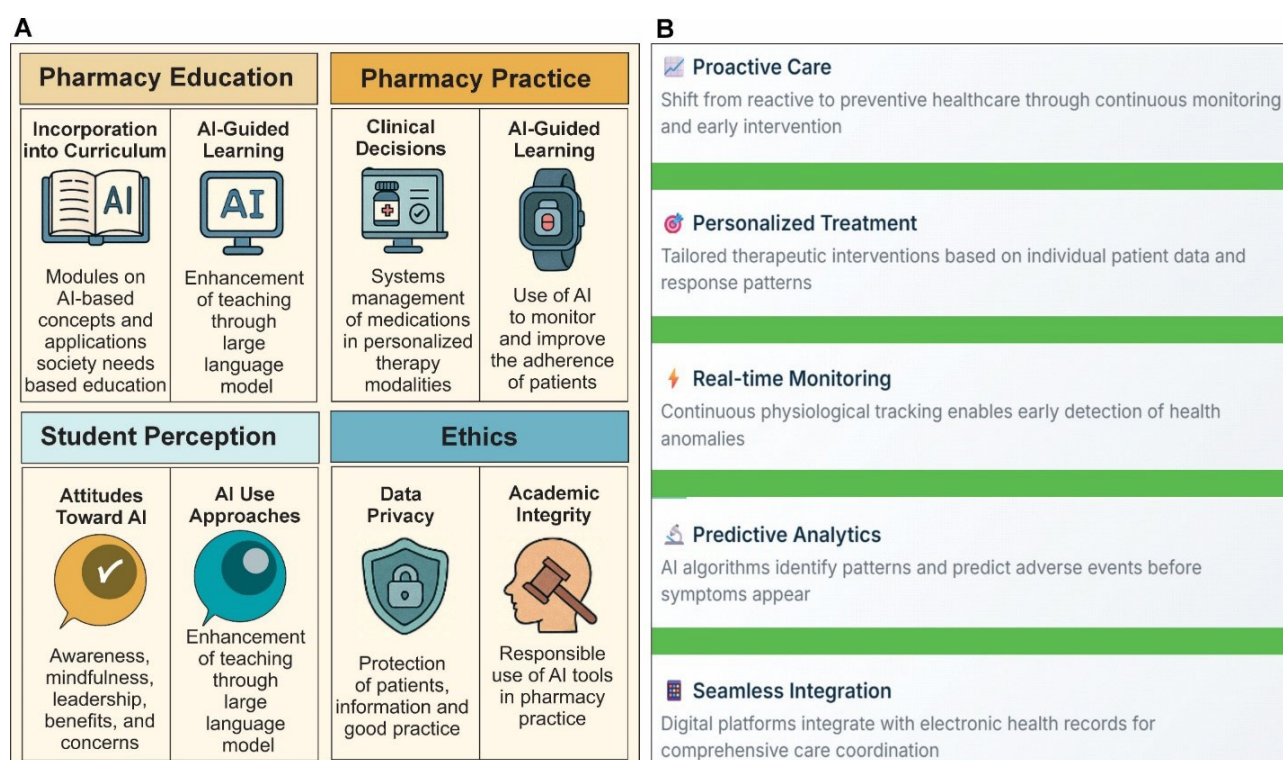 A
Pharmacy Education
Incorporation
into Curriculum
AI
Modules on
AI-based
concepts and
applications
society needs
based education
AI-Guided
Learning
AI
Enhancement
of teaching
through
large
language
model
Pharmacy Practice
Clinical
Decisions
Systems
management
of medications
in personalized
therapy
modalities
AI-Guided
Learning
Use of AI
to monitor
and improve
the adherence
of patients
Student Perception
Attitudes
Toward AI
Awareness,
mindfulness,
leadership,
benefits, and
concerns
AI Use
Approaches
Enhancement
of teaching
through
large
language
model
Ethics
Data
Privacy
Protection
of patients,
information and
good practice
Academic
Integrity
Responsible
use of AI tools
in pharmacy
practice
B
Proactive Care
Shift from reactive to preventive healthcare through continuous monitoring
and early intervention
Personalized Treatment
Tailored therapeutic interventions based on individual patient data and
response patterns
Real-time Monitoring
Continuous physiological tracking enables early detection of health
anomalies
Predictive Analytics
AI algorithms identify patterns and predict adverse events before
symptoms appear
Seamless Integration
Digital platforms integrate with electronic health records for
comprehensive care coordination